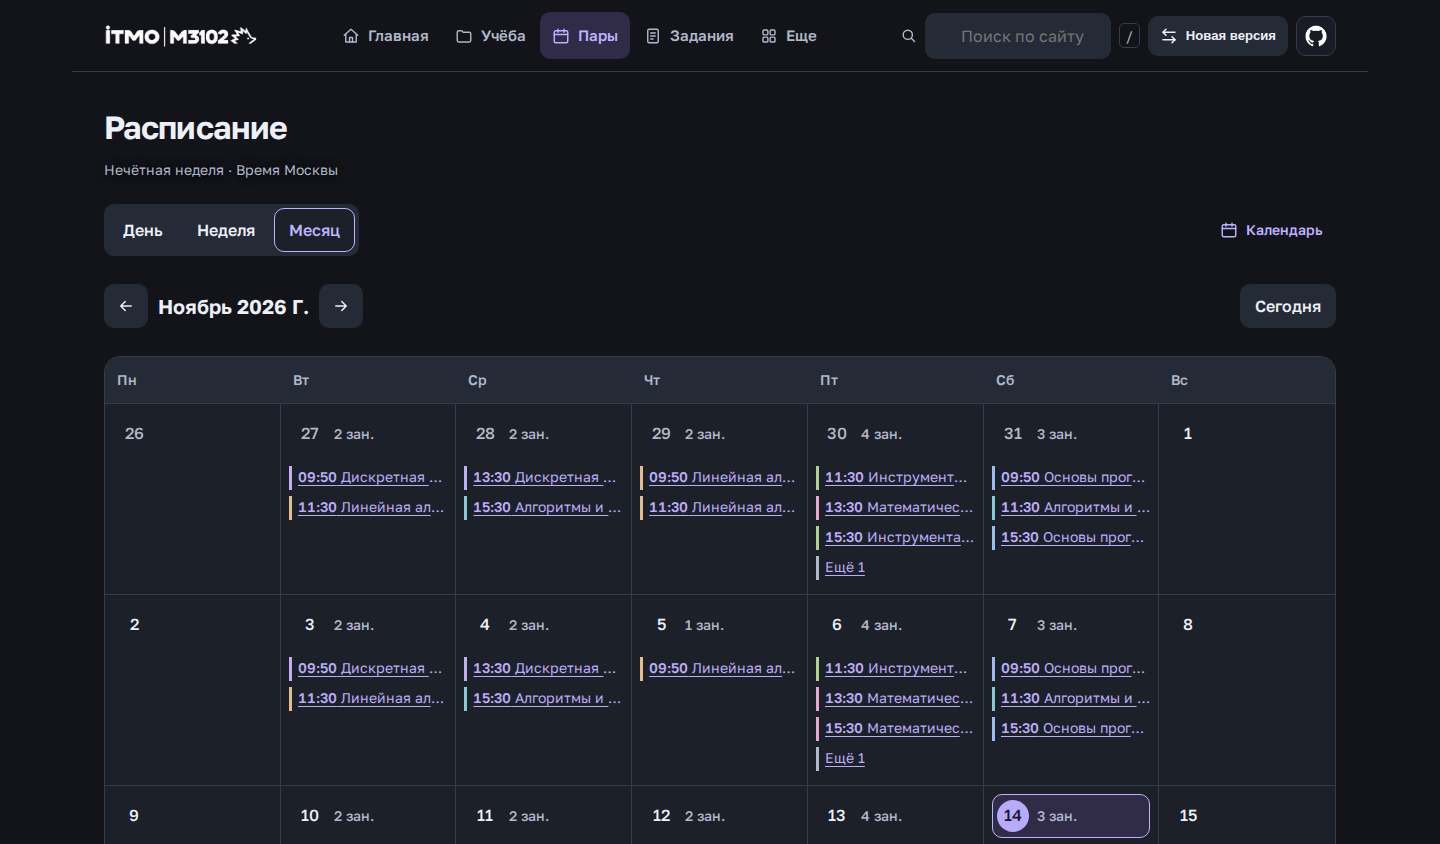 iTMO | M3102
Главная
Учёба
Пары
Задания
Еще
Поиск по сайту
/
Новая версия
Расписание
Нечётная неделя · Время Москвы
День
Неделя
Месяц
Календарь
Ноябрь 2026 Г.
Сегодня
Пн Вт Ср Чт Пт Сб Вс
26
27 2 зан.
09:50 Дискретная ...
11:30 Линейная ал...
28 2 зан.
13:30 Дискретная ...
15:30 Алгоритмы и ...
29 2 зан.
09:50 Линейная ал...
11:30 Линейная ал...
30 4 зан.
11:30 Инструмент...
13:30 Математичес...
15:30 Инструмента...
Ещё 1
31 3 зан.
09:50 Основы прог...
11:30 Алгоритмы и ...
15:30 Основы прог...
1
2
3 2 зан.
09:50 Дискретная ...
11:30 Линейная ал...
4 2 зан.
13:30 Дискретная ...
15:30 Алгоритмы и ...
5 1 зан.
09:50 Линейная ал...
6 4 зан.
11:30 Инструмент...
13:30 Математичес...
15:30 Математичес...
Ещё 1
7 3 зан.
09:50 Основы прог...
11:30 Алгоритмы и ...
15:30 Основы прог...
8
9
10 2 зан.
11 2 зан.
12 2 зан.
13 4 зан.
14 3 зан.
15